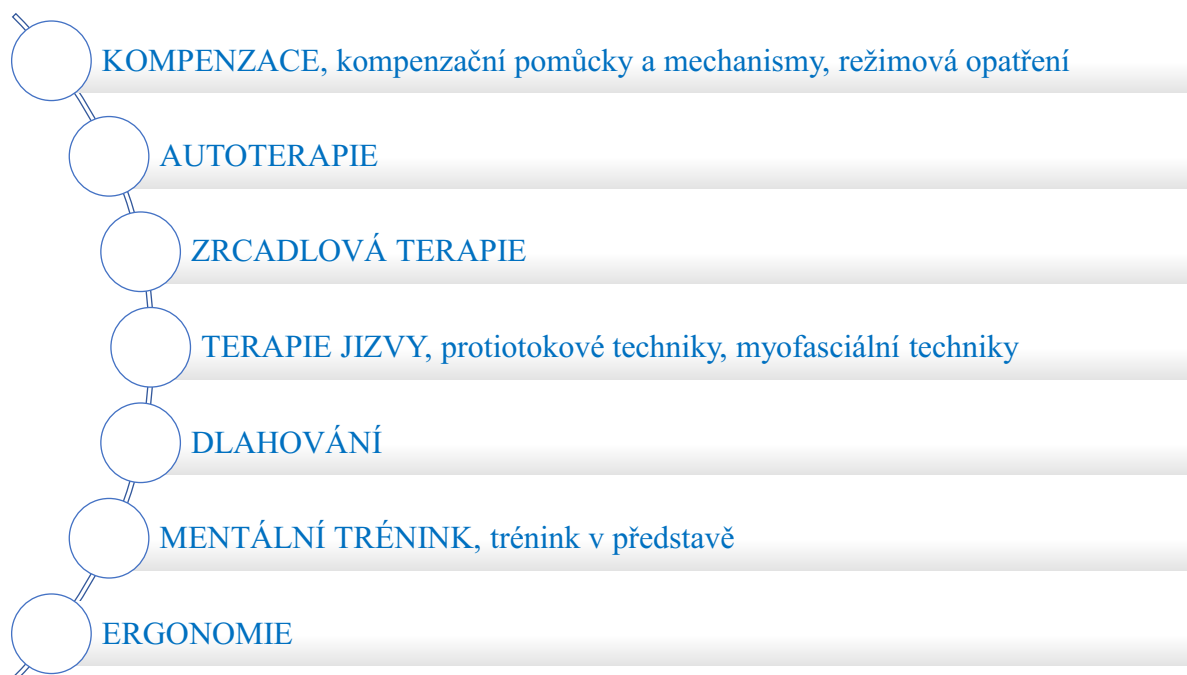 KOMPENZACE, kompenzační pomůcky a mechanismy, režimová opatření
AUTOTERAPIE
ZRCADLOVÁ TERAPIE
TERAPIE JIZVY, protiotokové techniky, myofasciální techniky
DLAHOVÁNÍ
MENTÁLNÍ TRÉNINK, trénink v představě
ERGONOMIE